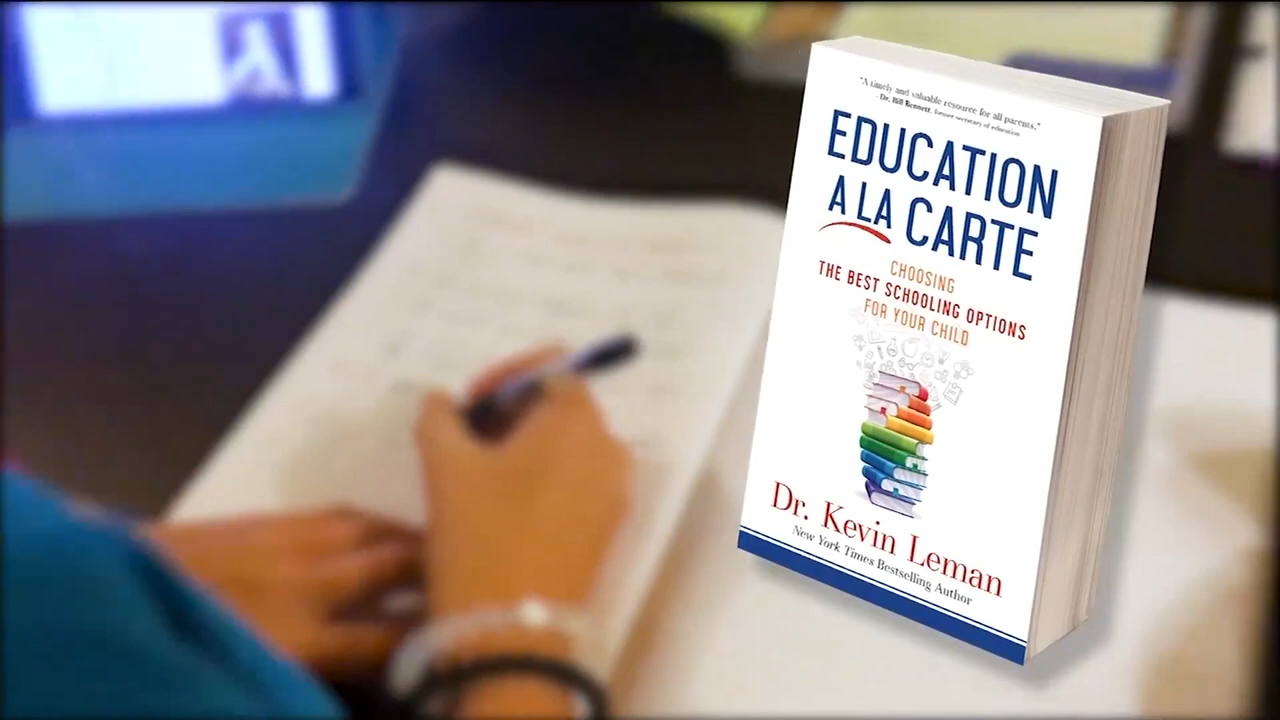 "A timely and valuable resource for all parents."
- Dr. Bill Bennett, former secretary of education
EDUCATION
A LA CARTE
CHOOSING
THE BEST SCHOOLING OPTIONS
FOR YOUR CHILD
Dr. Kevin Leman
New York Times Bestselling Author